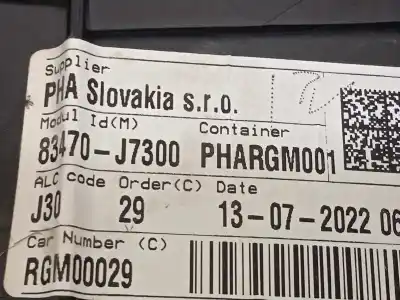 Supplier
PHA Slovakia s.r.o.
Modul Id(M) Container
83470-J7300 PHARGM001
ALC code Order(C) Date
J30 29 13-07-2022 06
Car Number (C)
RGM00029